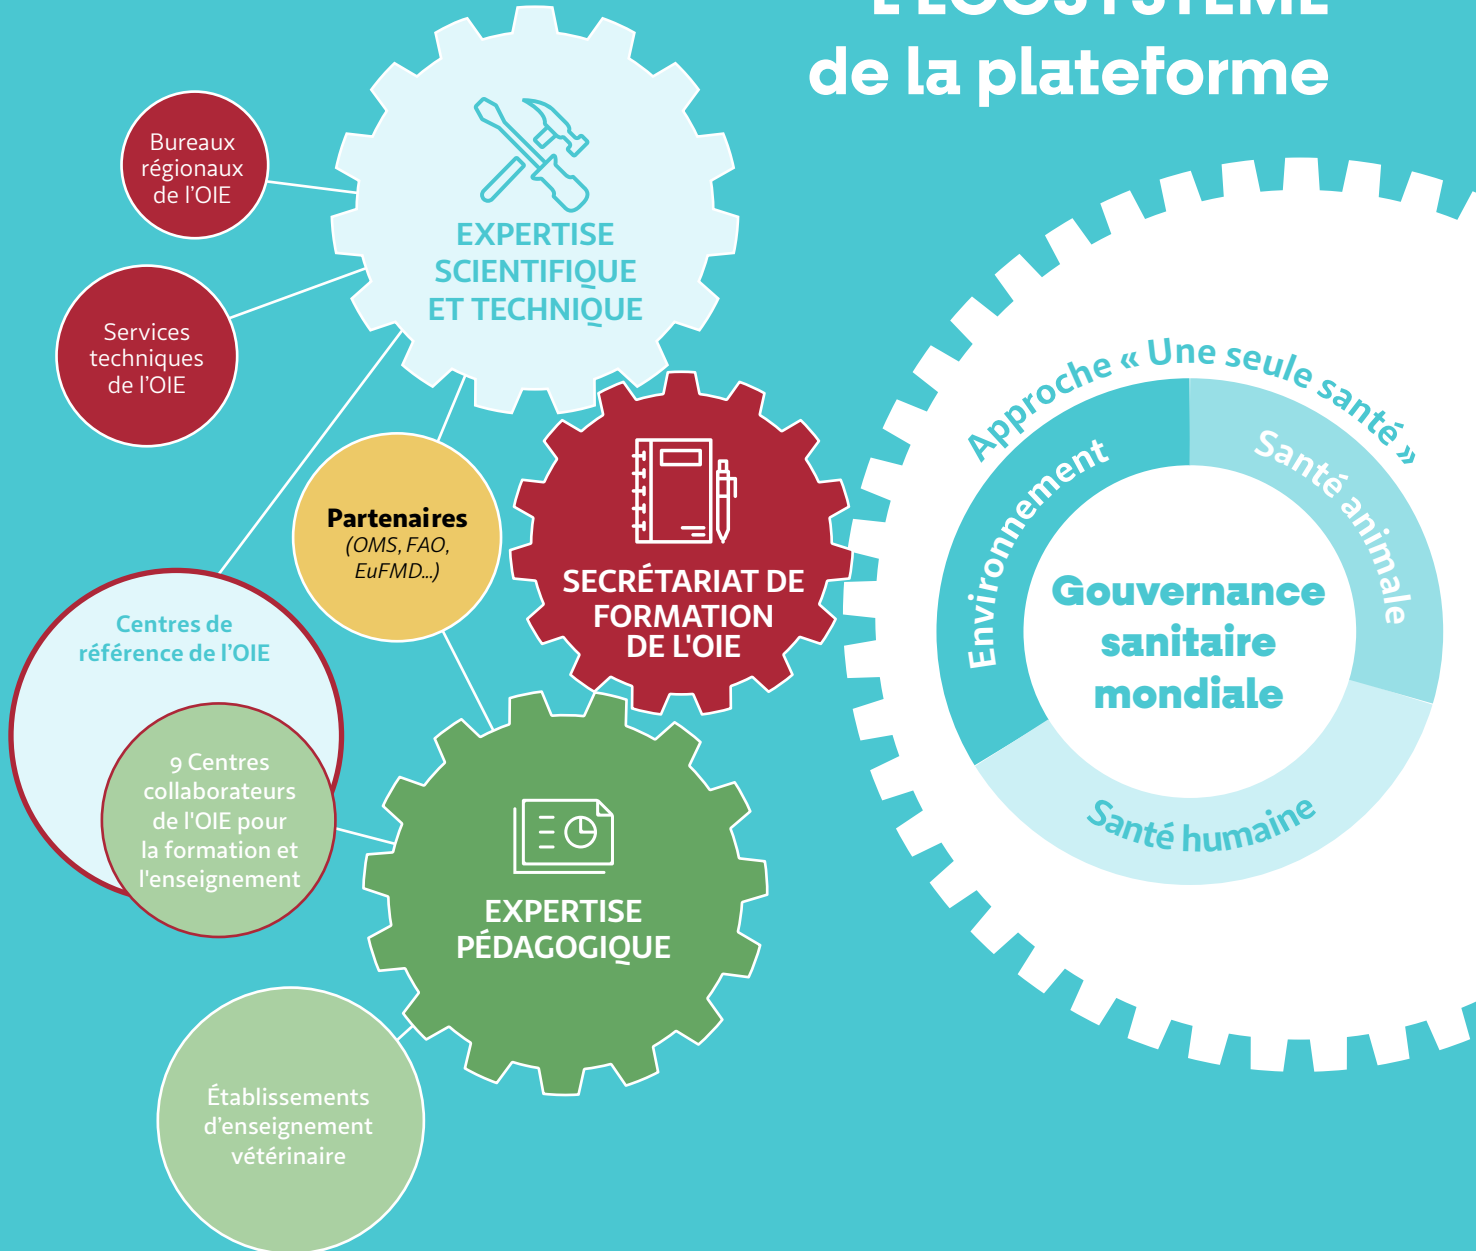 L'ÉCOSYSTÈME
de la plateforme
Bureaux
régionaux
de l'OIE
EXPERTISE
SCIENTIFIQUE
ET TECHNIQUE
Services
techniques
de l'OIE
Partenaires
(OMS, FAO,
EuFMD...)
SECRÉTARIAT DE
FORMATION
DE L'OIE
Centres de
référence de l'OIE
9 Centres
collaborateurs
de l'OIE pour
la formation et
l'enseignement
EXPERTISE
PÉDAGOGIQUE
Établissements
d'enseignement
vétérinaire
Approche « Une seule santé »
Environnement
Santé animale
Gouvernance
sanitaire
mondiale
Santé humaine